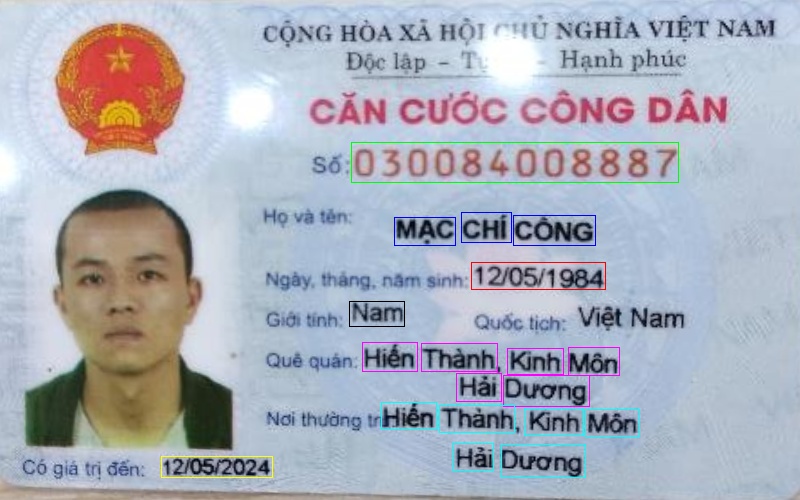 CỘNG HÒA XÃ HỘI CHỦ NGHĨA VIỆT NAM
Độc lập - Tự - Hạnh phúc
CĂN CƯỚC CÔNG DÂN
Số: 030084008887
Họ và tên: MẠC CHÍ CÔNG
Ngày, tháng, năm sinh: 12/05/1984
Giới tính: Nam Quốc tịch: Việt Nam
Quê quán: Hiến Thành, Kinh Môn
Hải Dương
Nơi thường trú Hiến Thành, Kinh Môn
Hải Dương
Có giá trị đến: 12/05/2024